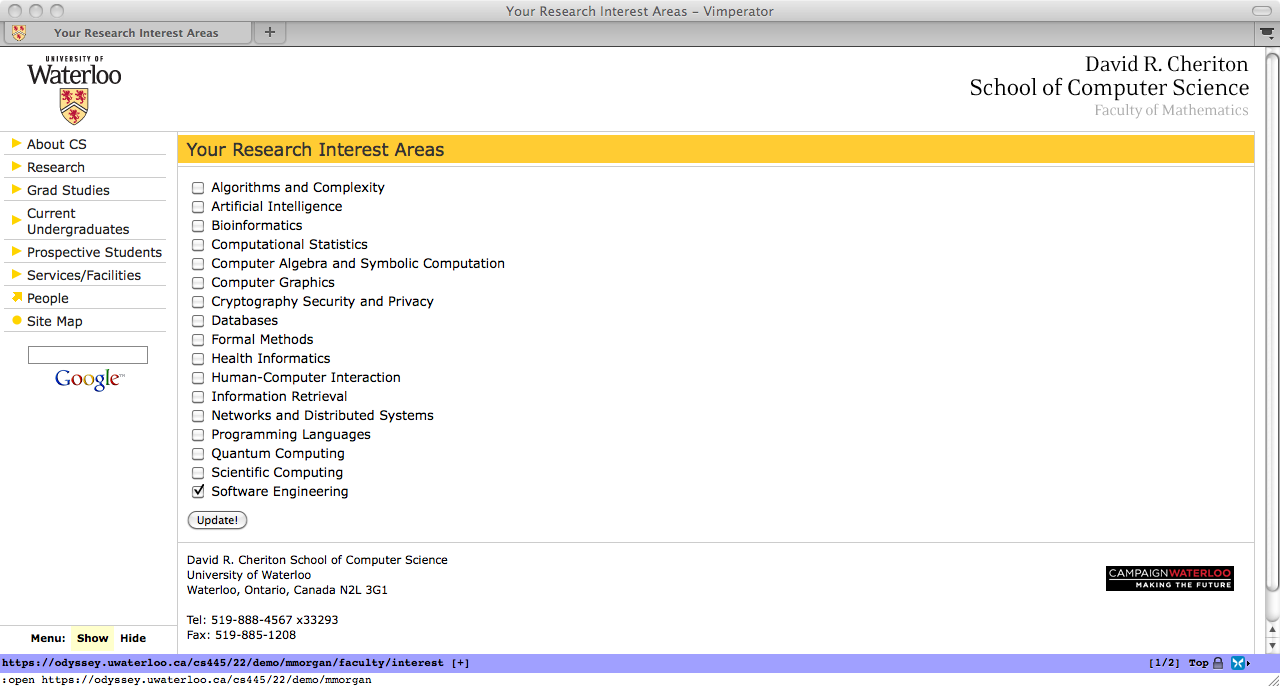 Your Research Interest Areas - Vimperator
Your Research Interest Areas
+
UNIVERSITY OF
Waterloo
David R. Cheriton
School of Computer Science
Faculty of Mathematics
About CS
Research
Grad Studies
Current
Undergraduates
Prospective Students
Services/Facilities
People
Site Map
Google™
Your Research Interest Areas
Algorithms and Complexity
Artificial Intelligence
Bioinformatics
Computational Statistics
Computer Algebra and Symbolic Computation
Computer Graphics
Cryptography Security and Privacy
Databases
Formal Methods
Health Informatics
Human-Computer Interaction
Information Retrieval
Networks and Distributed Systems
Programming Languages
Quantum Computing
Scientific Computing
Software Engineering
Update!
David R. Cheriton School of Computer Science
University of Waterloo
Waterloo, Ontario, Canada N2L 3G1
Tel: 519-888-4567 x33293
Fax: 519-885-1208
CAMPAIGNWATERLOO
MAKING THE FUTURE
Menu: Show Hide
https://odyssey.uwaterloo.ca/cs445/22/demo/mmorgan/faculty/interest [+] [1/2] Top
:open https://odyssey.uwaterloo.ca/cs445/22/demo/mmorgan